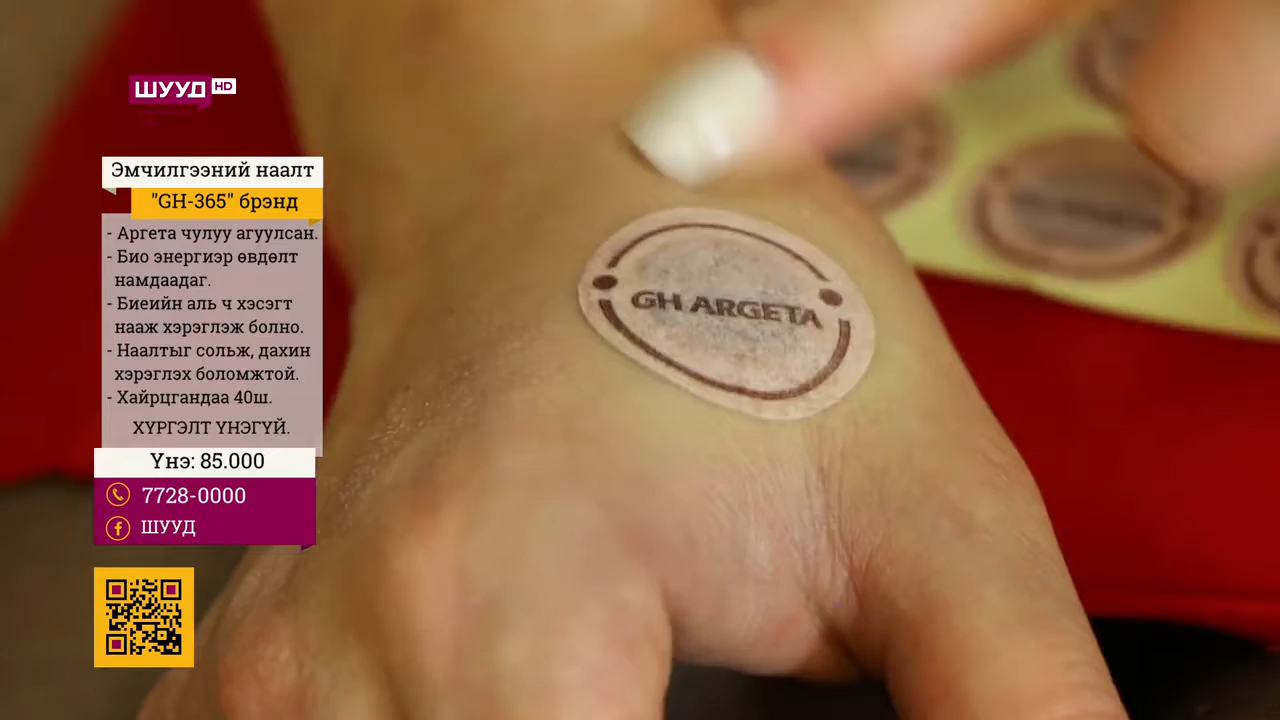 ШУУД HD
Эмчилгээний наалт
"GH-365" брэнд
- Аргета чулуу агуулсан.
- Био энергиэр өвдөлт
намдаадаг.
- Биеийн аль ч хэсэгт
нааж хэрэглэж болно.
- Наалтыг сольж, дахин
хэрэглэх боломжтой.
- Хайрцгандаа 40ш.
ХҮРГЭЛТ ҮНЭГҮЙ.
Үнэ: 85.000
7728-0000
ШУУД
GH ARGETA